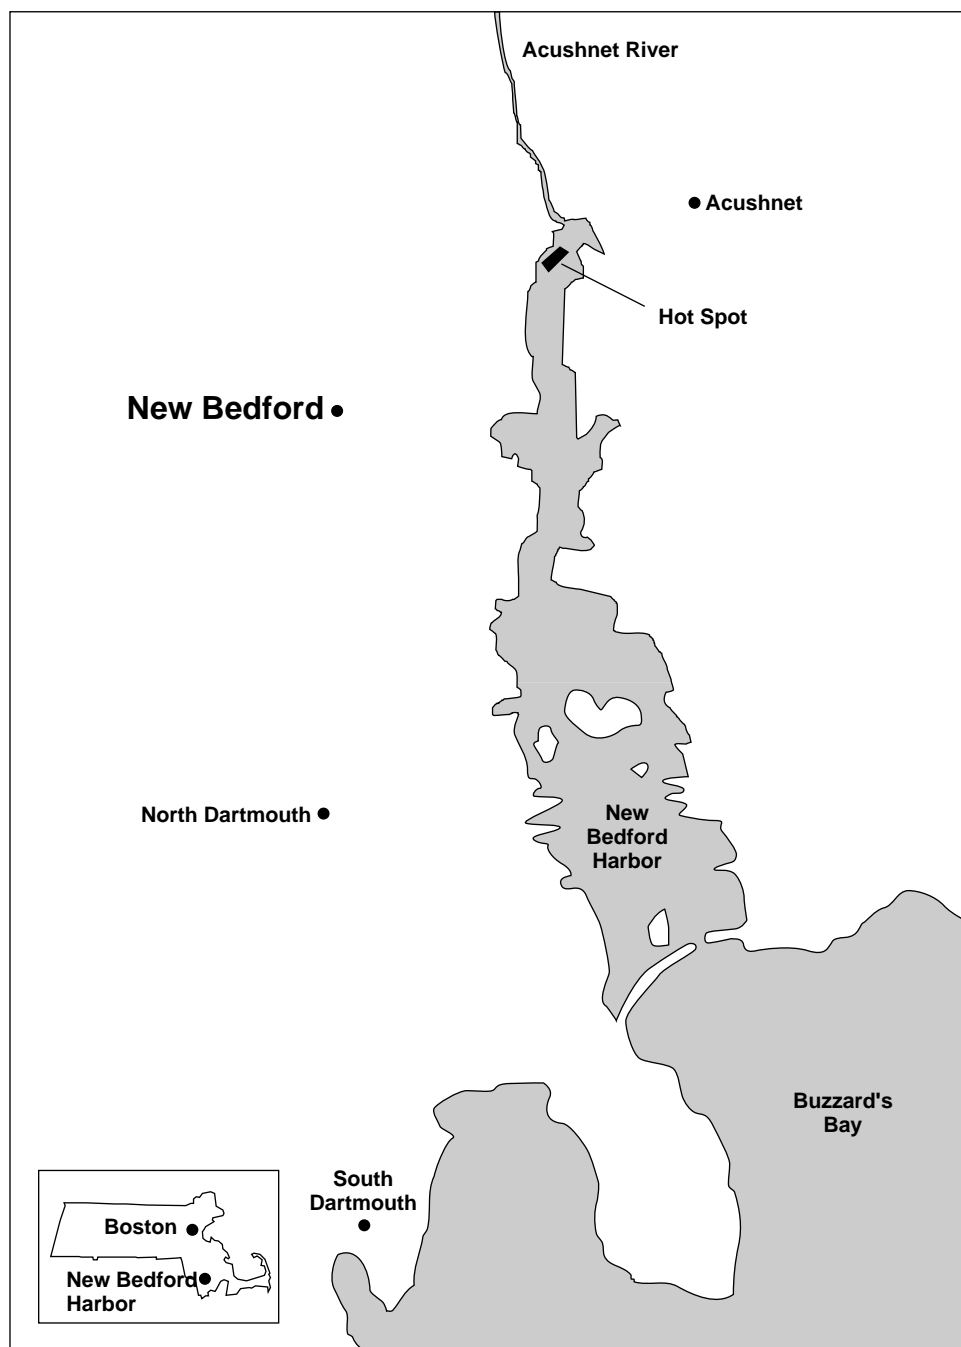 Acushnet River
Acushnet
Hot Spot
New Bedford
North Dartmouth
New
Bedford
Harbor
Buzzard's
Bay
South
Dartmouth
Boston
New Bedford
Harbor